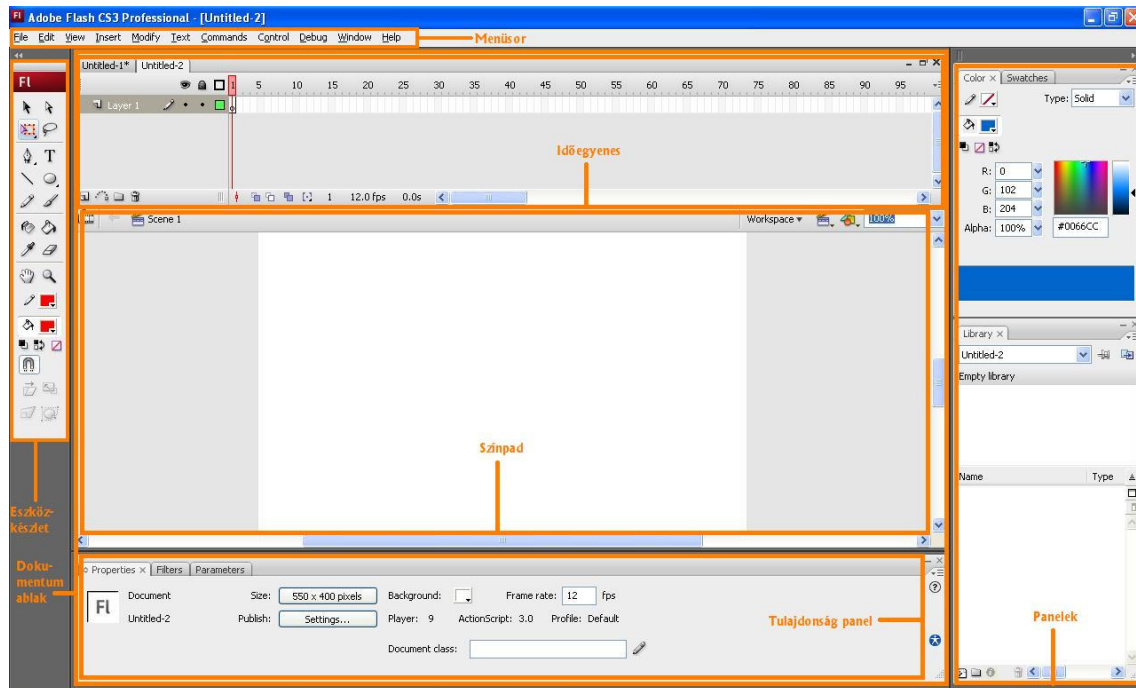 Fl Adobe Flash CS3 Professional - [Untitled-2]
File Edit View Insert Modify Text Commands Control Debug Window Help
Menüsor
Untitled-1* Untitled-2
Fl
1 5 10 15 20 25 30 35 40 45 50 55 60 65 70 75 80 85 90 95
Layer 1
Időegyenes
1 12.0 fps 0.0s
Scene 1
Workspace
100%
T
Színpad
Eszköz-
készlet
Doku-
mentum
ablak
Properties × Filters Parameters
Fl
Document
Size: 550 x 400 pixels
Background:
Frame rate: 12 fps
Untitled-2
Publish: Settings...
Player: 9 ActionScript: 3.0 Profile: Default
Document class:
Tulajdonság panel
Color × Swatches
Type: Solid
R: 0
G: 102
B: 204
Alpha: 100%
#0066CC
Library ×
Untitled-2
Empty library
Name Type
Panelek